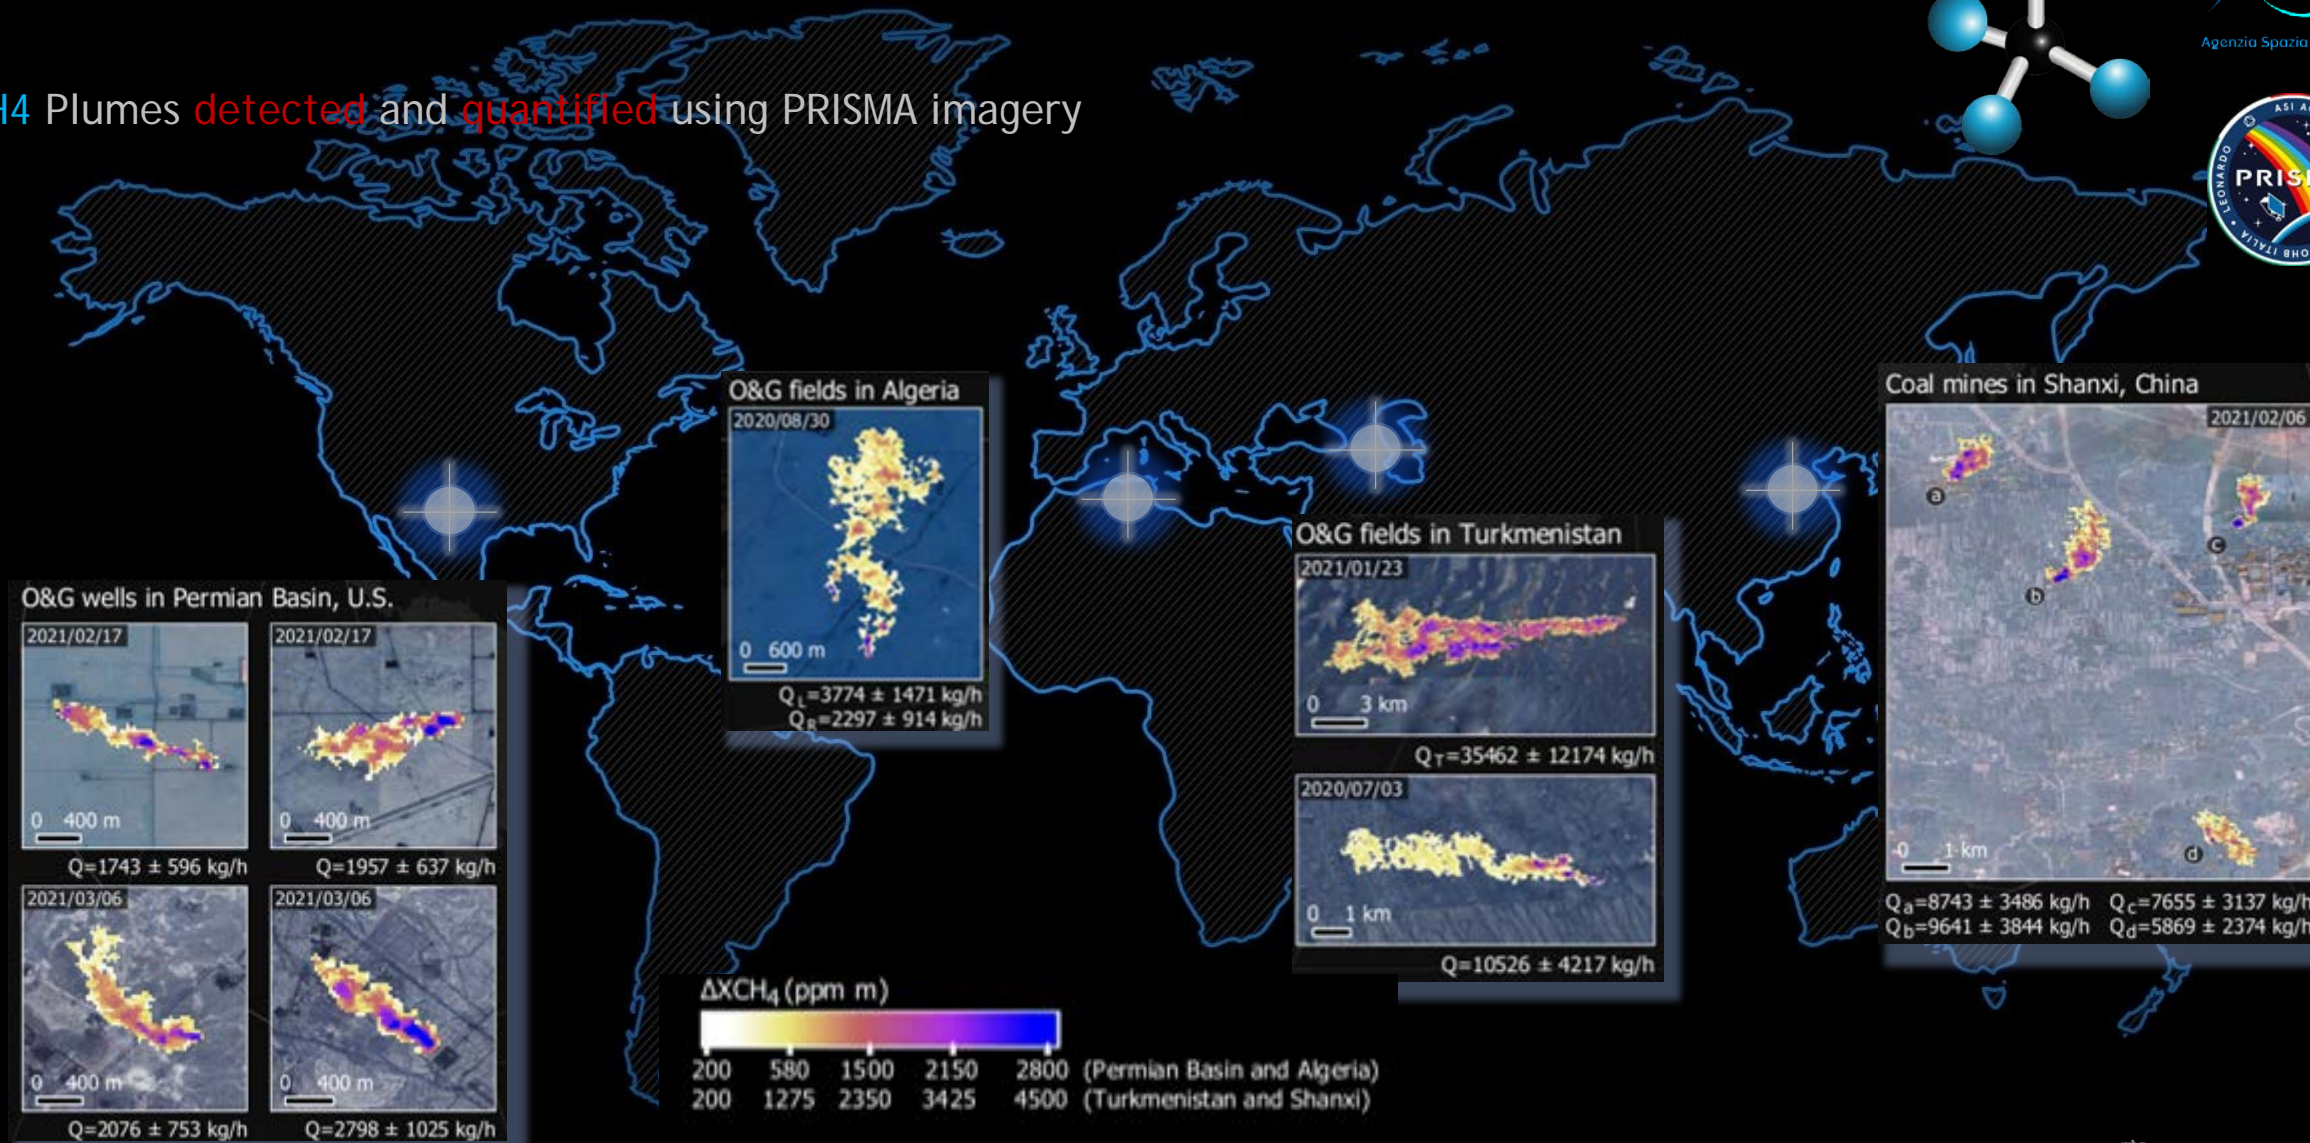 H4 Plumes detected and quantified using PRISMA imagery
Agenzia Spazia
ASI
PRIS
LEONARDO
OHB ITALIA
O&G fields in Algeria
2020/08/30
0 600 m
QL=3774 ± 1471 kg/h
QR=2297 ± 914 kg/h
Coal mines in Shanxi, China
2021/02/06
a
b
c
d
0 1 km
Qa=8743 ± 3486 kg/h Qc=7655 ± 3137 kg/h
Qb=9641 ± 3844 kg/h Qd=5869 ± 2374 kg/h
O&G fields in Turkmenistan
2021/01/23
0 3 km
QT=35462 ± 12174 kg/h
2020/07/03
0 1 km
Q=10526 ± 4217 kg/h
O&G wells in Permian Basin, U.S.
2021/02/17 2021/02/17
0 400 m 0 400 m
Q=1743 ± 596 kg/h Q=1957 ± 637 kg/h
2021/03/06 2021/03/06
0 400 m 0 400 m
Q=2076 ± 753 kg/h Q=2798 ± 1025 kg/h
ΔXCH₄ (ppm m)
200 580 1500 2150 2800 (Permian Basin and Algeria)
200 1275 2350 3425 4500 (Turkmenistan and Shanxi)